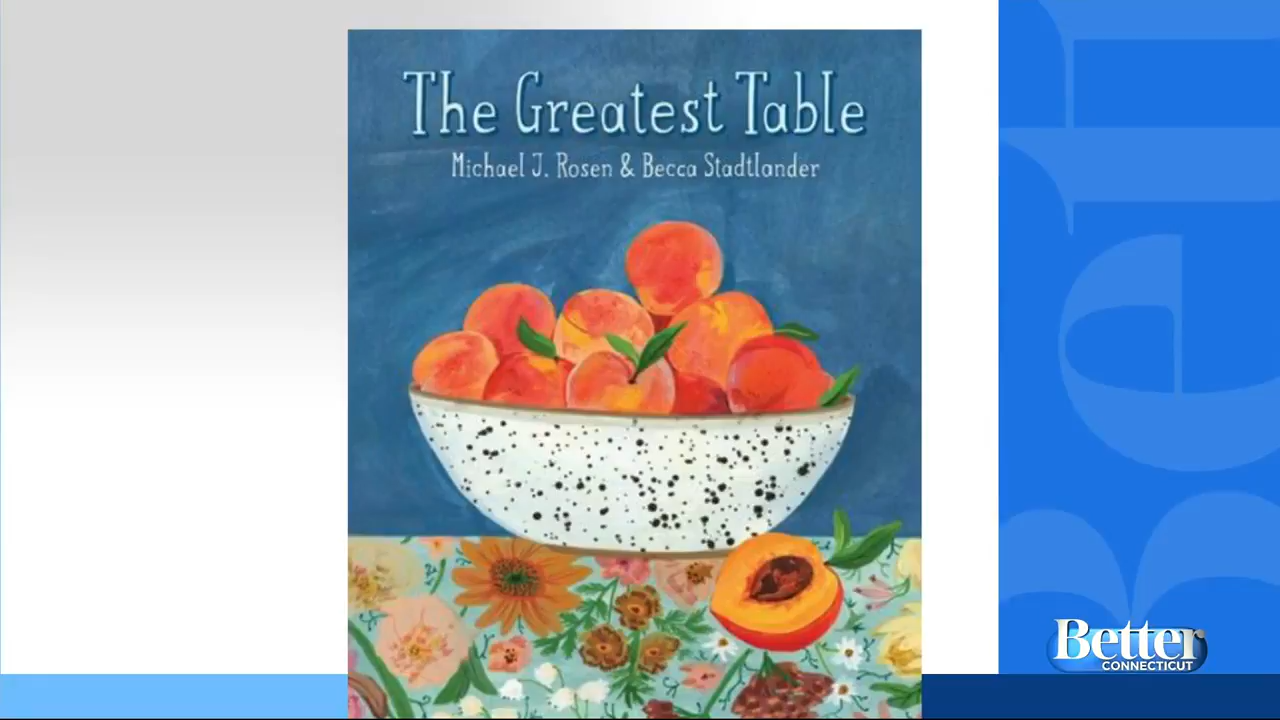 The Greatest Table
Michael J. Rosen & Becca Stadtlander
Better
CONNECTICUT